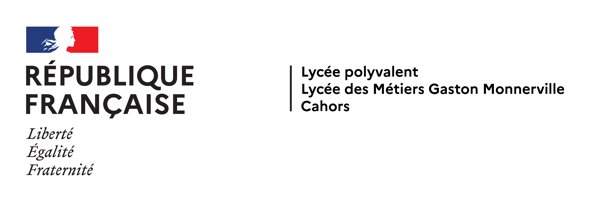 RÉPUBLIQUE
FRANÇAISE
Liberté
Égalité
Fraternité
Lycée polyvalent
Lycée des Métiers Gaston Monnerville
Cahors